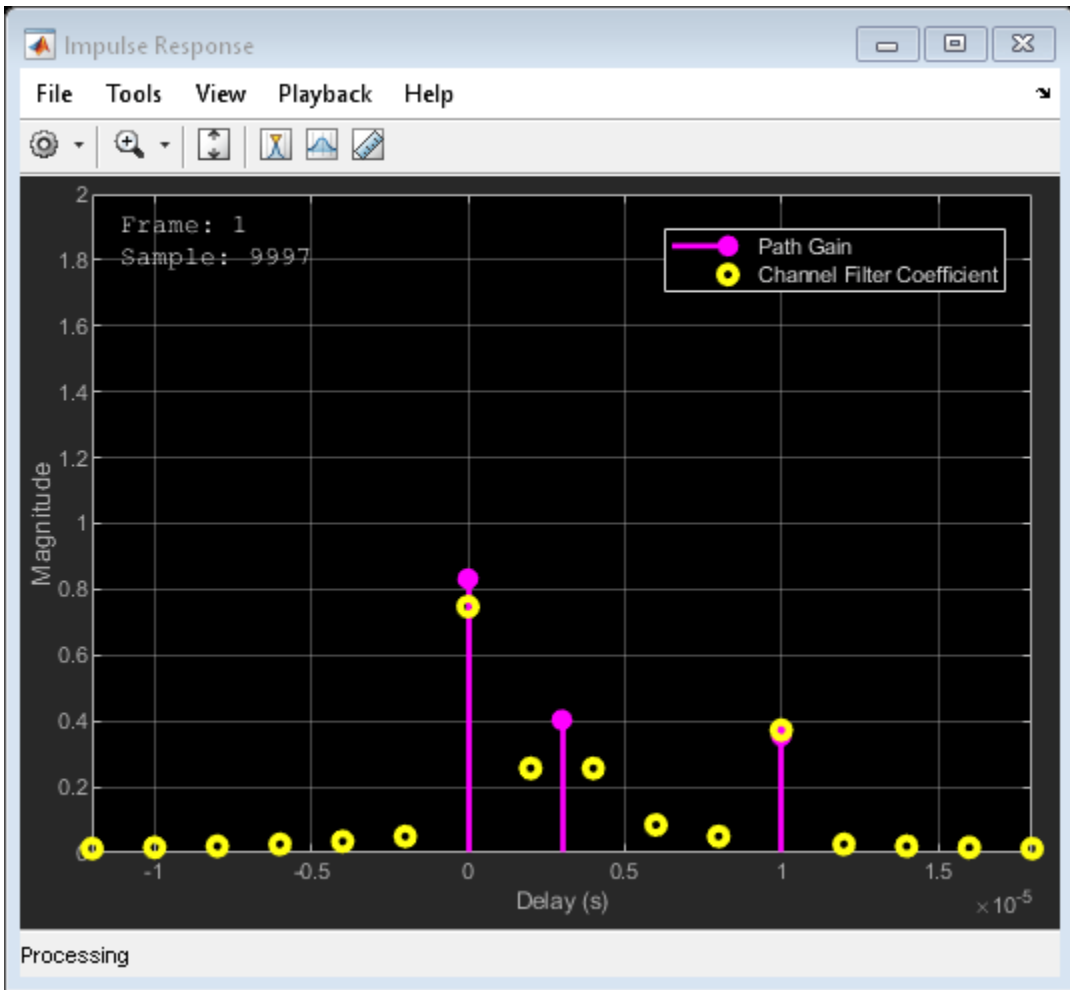 Impulse Response
File Tools View Playback Help
Frame: 1
Sample: 9997
Path Gain
Channel Filter Coefficient
2
1.8
1.6
1.4
1.2
1
0.8
0.6
0.4
0.2
0
Magnitude
-1 -0.5 0 0.5 1 1.5
Delay (s)
×10⁻⁵
Processing